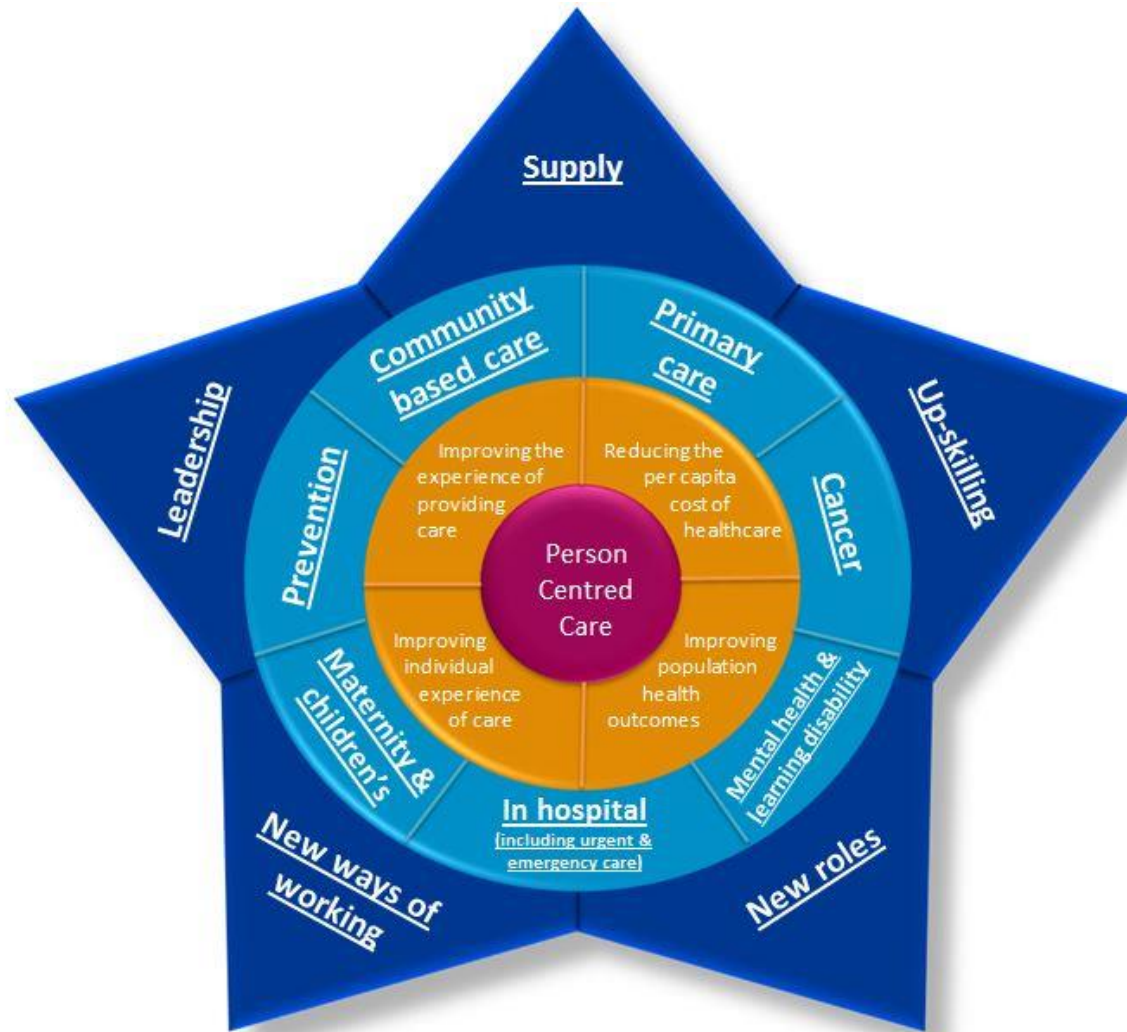 Supply
Leadership
Up-skilling
Community
based care
Primary
care
Prevention
Cancer
Improving the
experience of
providing
care
Reducing the
per capita
cost of
healthcare
Person
Centred
Care
Improving
individual
experience
of care
Improving
population
health
outcomes
Maternity &
children's
Mental health &
learning disability
In hospital
(including urgent &
emergency care)
New ways of
working
New roles